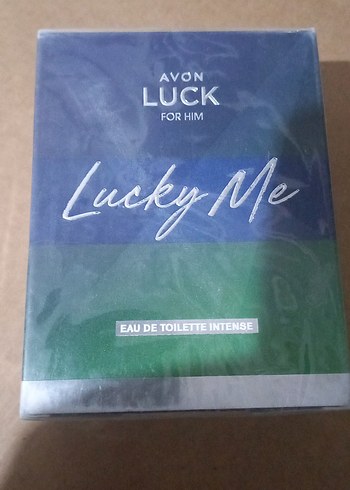 AVON
LUCK
FOR HIM
Lucky Me
EAU DE TOILETTE INTENSE